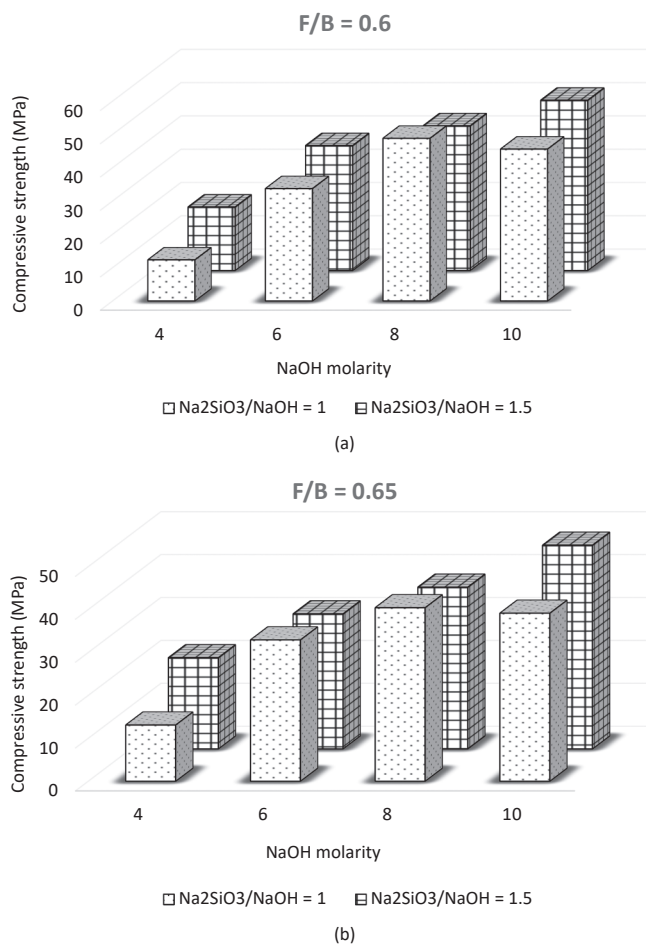 F/B = 0.6
Compressive strength (MPa)
60
50
40
30
20
10
0
4 6 8 10
NaOH molarity
Na2SiO3/NaOH = 1 Na2SiO3/NaOH = 1.5
(a)
F/B = 0.65
Compressive strength (MPa)
50
40
30
20
10
0
4 6 8 10
NaOH molarity
Na2SiO3/NaOH = 1 Na2SiO3/NaOH = 1.5
(b)